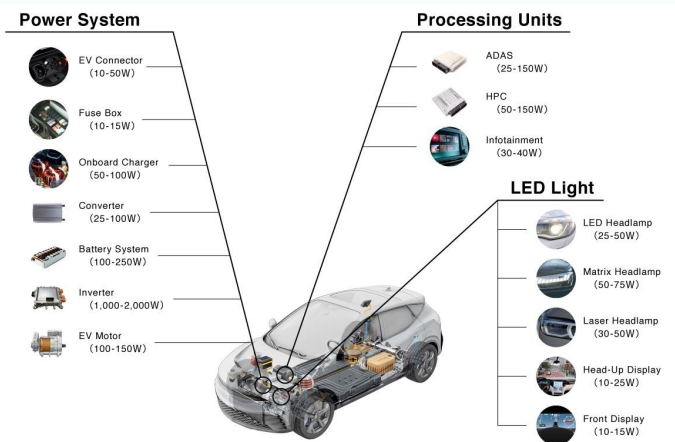 Power System
EV Connector
(10-50W)
Fuse Box
(10-15W)
Onboard Charger
(50-100W)
Converter
(25-100W)
Battery System
(100-250W)
Inverter
(1,000-2,000W)
EV Motor
(100-150W)
Processing Units
ADAS
(25-150W)
HPC
(50-150W)
Infotainment
(30-40W)
LED Light
LED Headlamp
(25-50W)
Matrix Headlamp
(50-75W)
Laser Headlamp
(30-50W)
Head-Up Display
(10-25W)
Front Display
(10-15W)